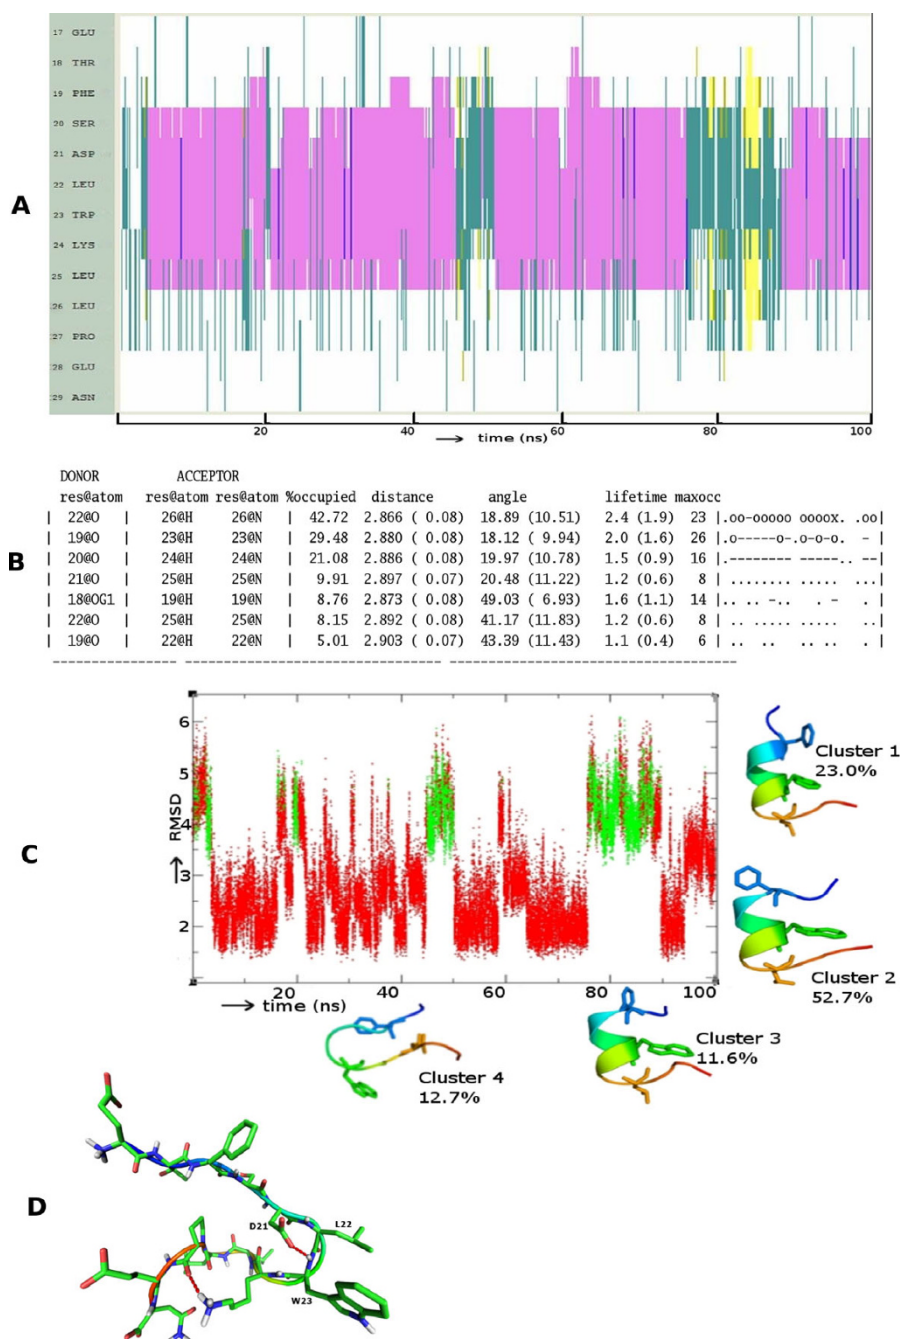 17 GLU
18 THR
19 PHE
20 SER
21 ASP
22 LEU
23 TRP
24 LYS
25 LEU
26 LEU
27 PRO
28 GLU
29 ASN
A
20 40 60 80 100
time (ns)
B
DONOR ACCEPTOR
res@atom res@atom res@atom %occupied distance angle lifetime maxocc
| 22@O | 26@H 26@N | 42.72 2.866 ( 0.08) 18.89 (10.51) 2.4 (1.9) 23 |.oo-ooooo oooox. .oo|
| 19@O | 23@H 23@N | 29.48 2.880 ( 0.08) 18.12 ( 9.94) 2.0 (1.6) 26 |.o-----o-.o-o-o. - |
| 20@O | 24@H 24@N | 21.08 2.886 ( 0.08) 19.97 (10.78) 1.5 (0.9) 16 |.--------- -----.. --|
| 21@O | 25@H 25@N | 9.91 2.897 ( 0.07) 20.48 (11.22) 1.2 (0.6) 8 | ........ ..... ...|
| 18@OG1 | 19@H 19@N | 8.76 2.873 ( 0.08) 49.03 ( 6.93) 1.6 (1.1) 14 |.. .. -.. . - . |
| 22@O | 25@H 25@N | 8.15 2.892 ( 0.08) 41.17 (11.83) 1.2 (0.6) 8 | .. ..... ..... ..|
| 19@O | 22@H 22@N | 5.01 2.903 ( 0.07) 43.39 (11.43) 1.1 (0.4) 6 |.. .. .. .. .. . |
C
RMSD
6
5
4
3
2
20 40 60 80 100
time (ns)
Cluster 1
23.0%
Cluster 2
52.7%
Cluster 3
11.6%
Cluster 4
12.7%
D
D21
L22
W23